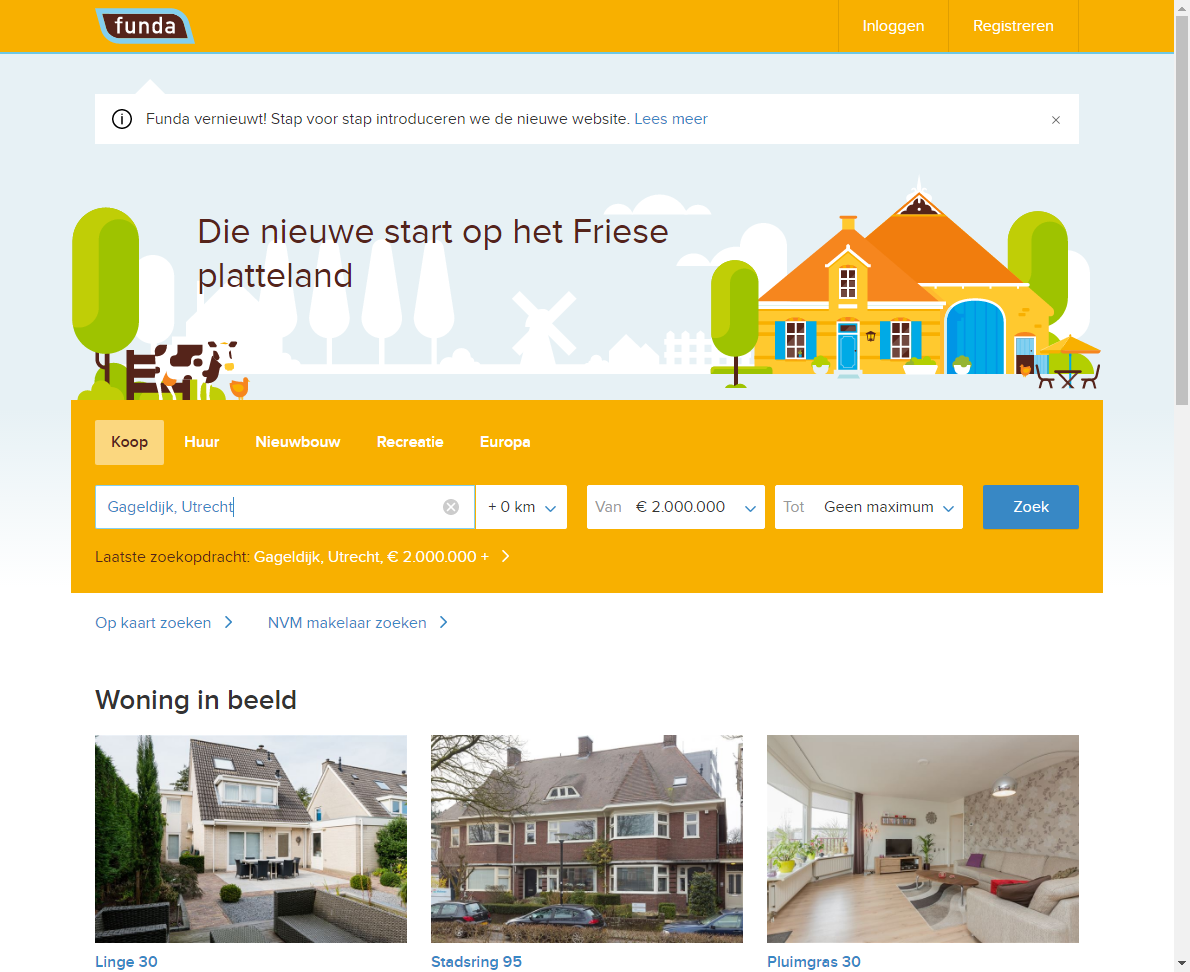 funda
Inloggen
Registreren
Funda vernieuwt! Stap voor stap introduceren we de nieuwe website. Lees meer
Die nieuwe start op het Friese
platteland
Koop
Huur
Nieuwbouw
Recreatie
Europa
Gageldijk, Utrecht
+ 0 km
Van € 2.000.000
Tot Geen maximum
Zoek
Laatste zoekopdracht: Gageldijk, Utrecht, € 2.000.000 +
Op kaart zoeken
NVM makelaar zoeken
Woning in beeld
Linge 30
Stadsring 95
Pluimgras 30